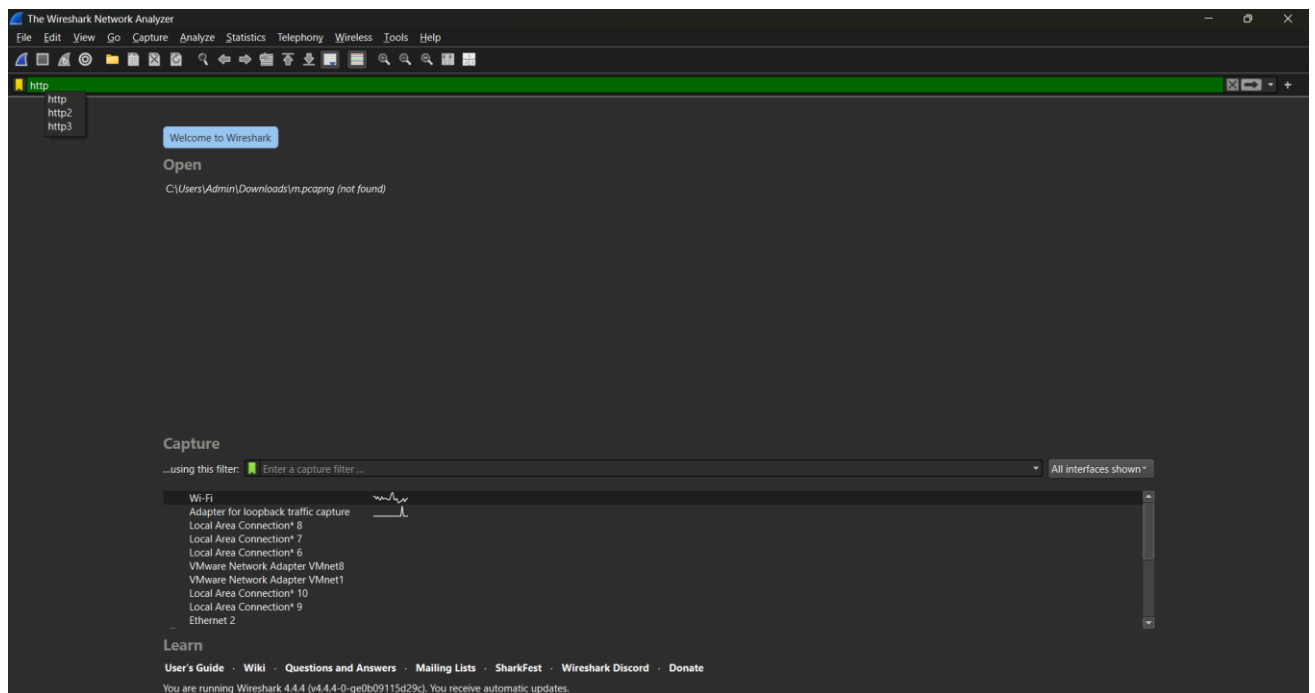 The Wireshark Network Analyzer
File Edit View Go Capture Analyze Statistics Telephony Wireless Tools Help
http
http
http2
http3
Welcome to Wireshark
Open
C:\Users\Admin\Downloads\m.pcapng (not found)
Capture
...using this filter: Enter a capture filter ... All interfaces shown
Wi-Fi
Adapter for loopback traffic capture
Local Area Connection* 8
Local Area Connection* 7
Local Area Connection* 6
VMware Network Adapter VMnet8
VMware Network Adapter VMnet1
Local Area Connection* 10
Local Area Connection* 9
Ethernet 2
Learn
User's Guide · Wiki · Questions and Answers · Mailing Lists · SharkFest · Wireshark Discord · Donate
You are running Wireshark 4.4.4 (v4.4.4-0-ge0b09115d29c). You receive automatic updates.